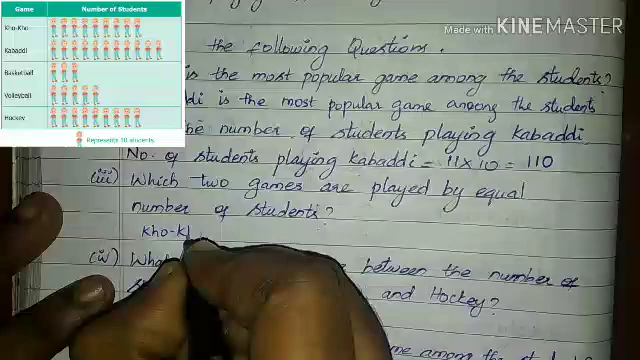 Game Number of Students
Kho-Kho
Kabaddi
Basketball
Volleyball
Hockey
Represents 10 students
Made with KINEMASTER
the following Questions.
is the most popular game among the students?
di is the most popular game among the students
the number of students playing kabaddi.
No. of students playing kabaddi = 11 × 10 = 110
(iii) Which two games are played by equal
number of students?
Kho-k
(iv) What between the number of
and Hockey?
among the